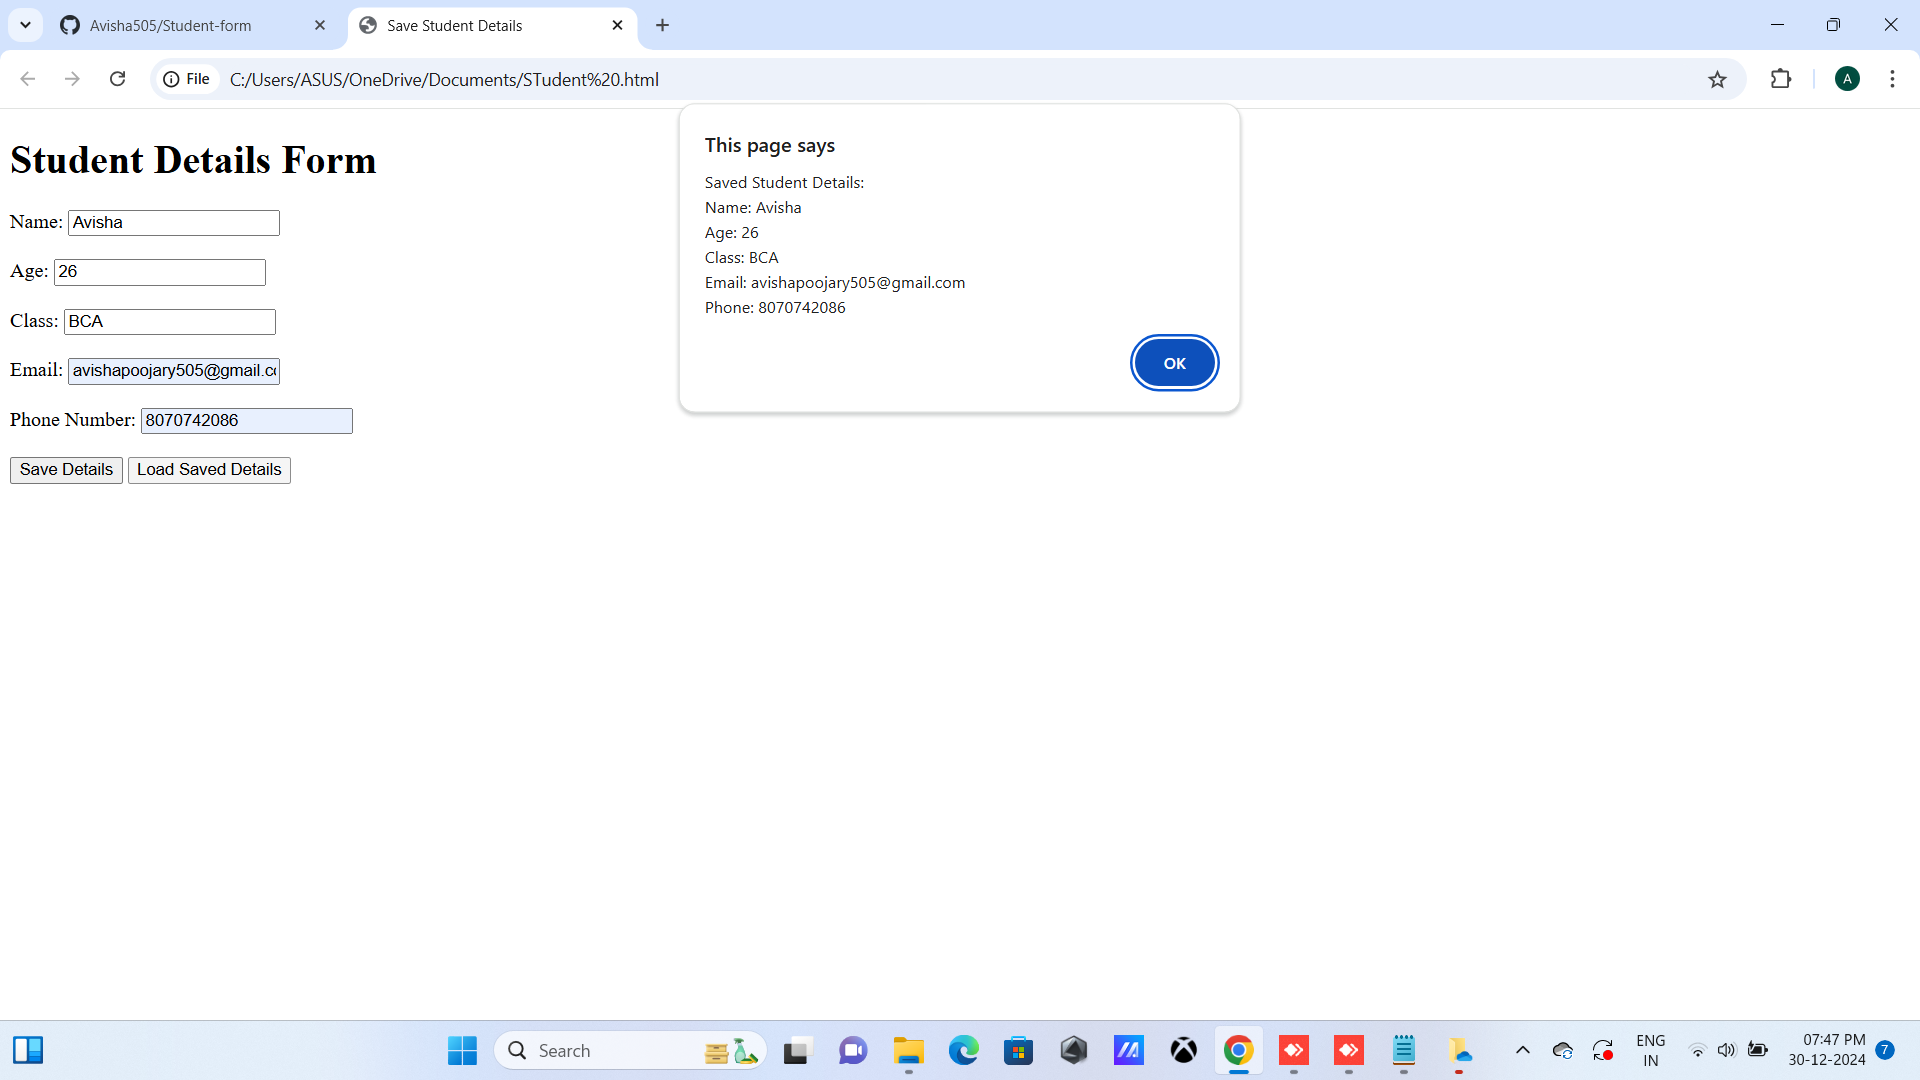 Avisha505/Student-form
Save Student Details
File
C:/Users/ASUS/OneDrive/Documents/STudent%20.html
A
This page says
Saved Student Details:
Name: Avisha
Age: 26
Class: BCA
Email: avishapoojary505@gmail.com
Phone: 8070742086
OK
Student Details Form
Name: Avisha
Age: 26
Class: BCA
Email: avishapoojary505@gmail.co
Phone Number: 8070742086
Save Details Load Saved Details
Search
ENG
IN
07:47 PM
30-12-2024
7